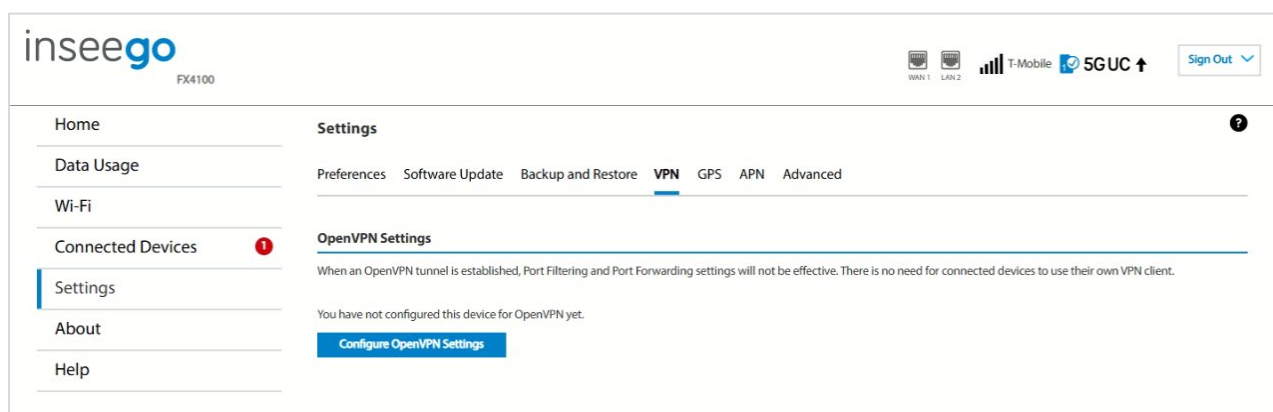 inseego
FX4100
WAN 1
LAN 2
T-Mobile 5G UC
Sign Out
Home
Data Usage
Wi-Fi
Connected Devices 1
Settings
About
Help
Settings
?
Preferences Software Update Backup and Restore VPN GPS APN Advanced
OpenVPN Settings
When an OpenVPN tunnel is established, Port Filtering and Port Forwarding settings will not be effective. There is no need for connected devices to use their own VPN client.
You have not configured this device for OpenVPN yet.
Configure OpenVPN Settings